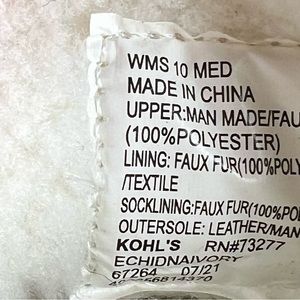 WMS 10 MED
MADE IN CHINA
UPPER:MAN MADE/FAU
(100%POLYESTER)
LINING: FAUX FUR(100%POLY
/TEXTILE
SOCKLINING:FAUX FUR(100%POL
OUTERSOLE: LEATHER/MAN
KOHL'S RN#73277
ECHIDNAIVORY
67264 07/21